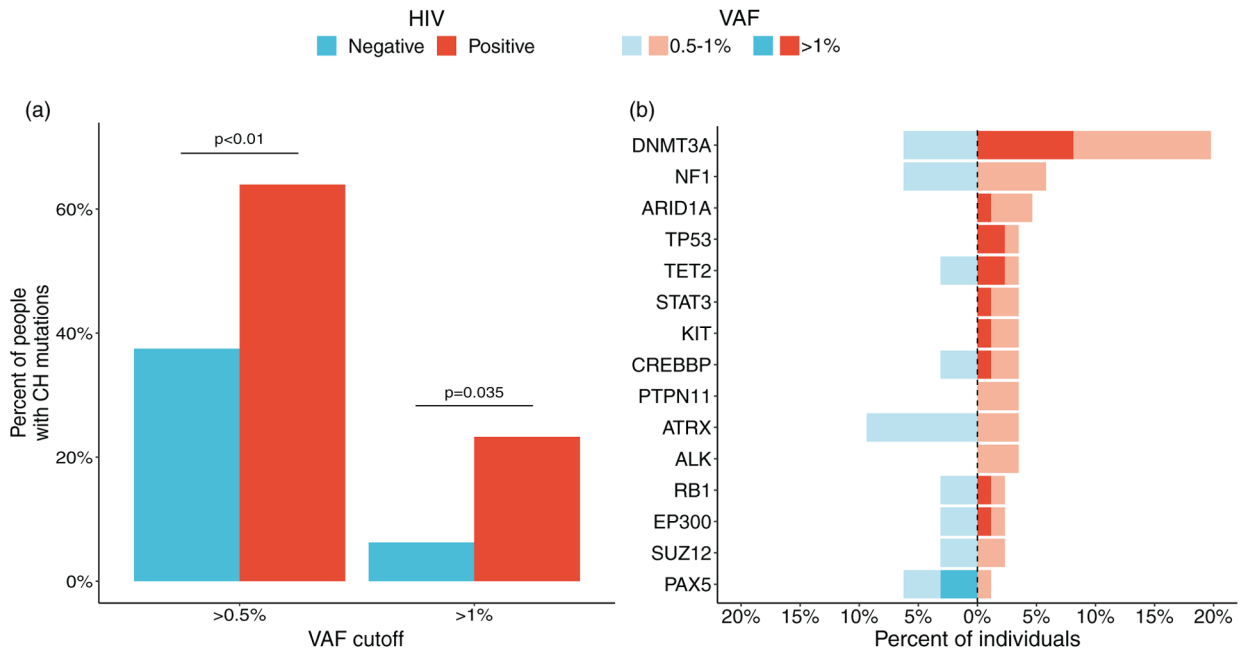 HIV
VAF
Negative
Positive
0.5-1%
>1%
(a)
p<0.01
p=0.035
60%
40%
20%
0%
Percent of people
with CH mutations
>0.5%
>1%
VAF cutoff
(b)
DNMT3A
NF1
ARID1A
TP53
TET2
STAT3
KIT
CREBBP
PTPN11
ATRX
ALK
RB1
EP300
SUZ12
PAX5
20% 15% 10% 5% 0% 5% 10% 15% 20%
Percent of individuals